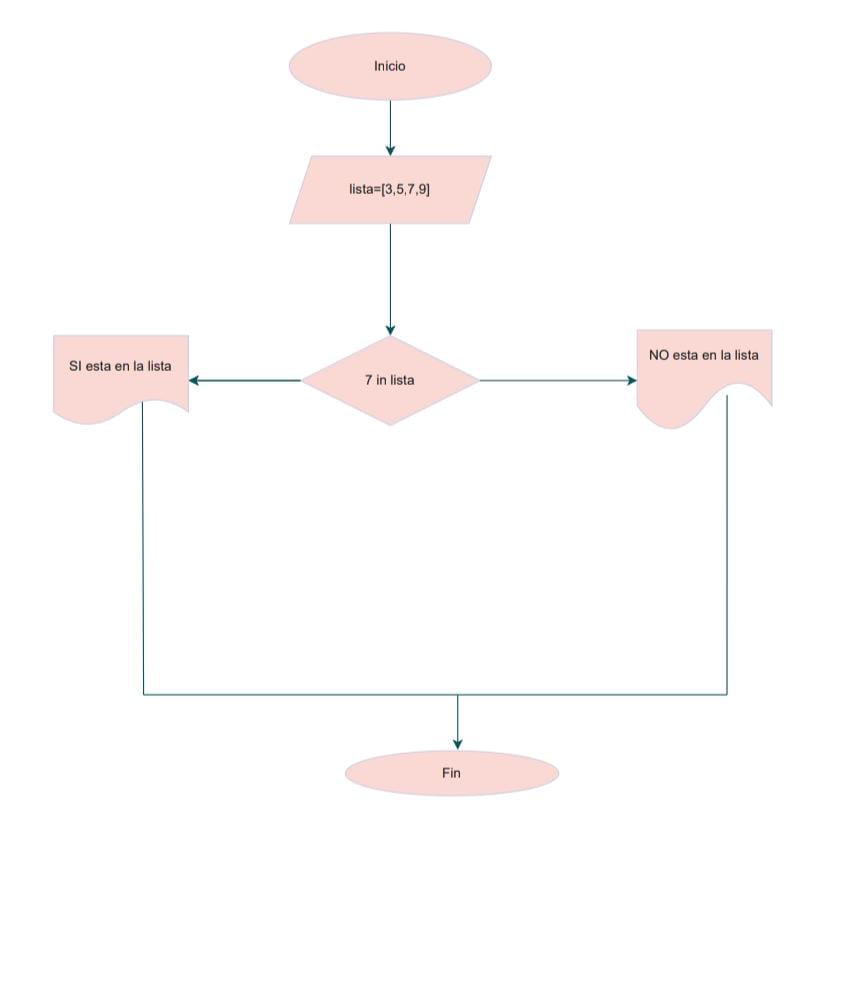 Inicio
lista=[3,5,7,9]
SI esta en la lista
7 in lista
NO esta en la lista
Fin